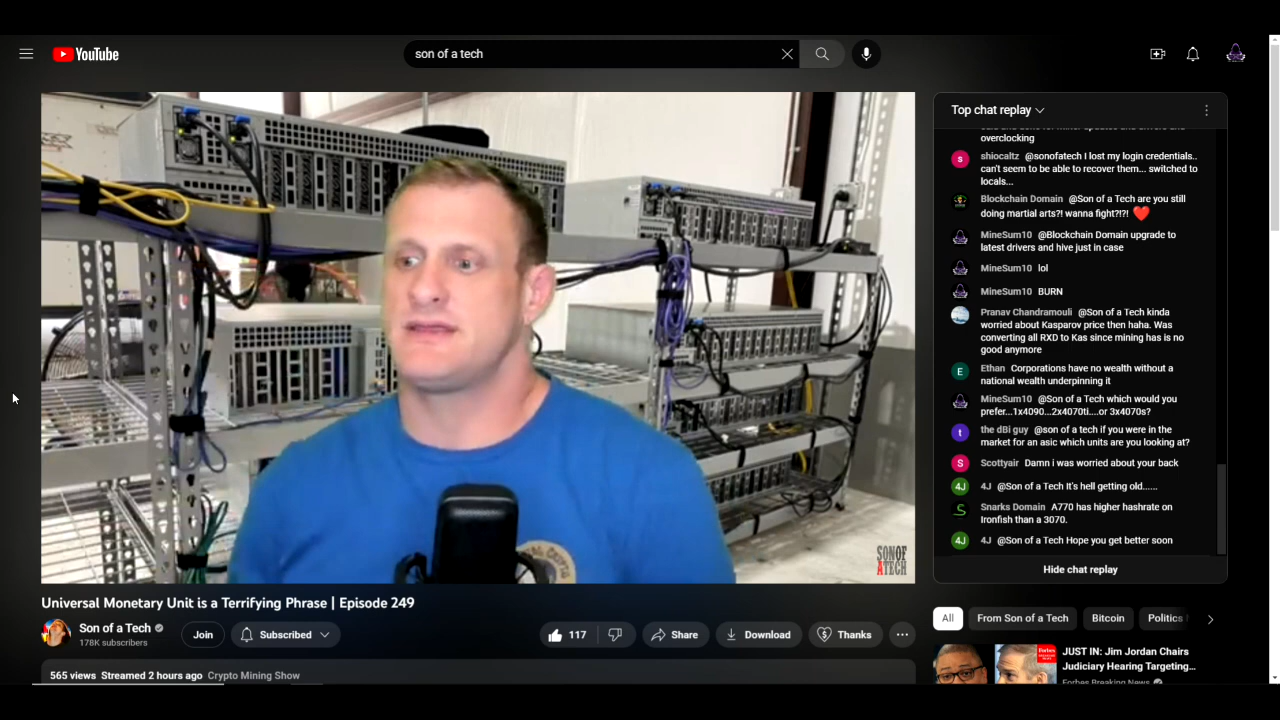 YouTube
son of a tech
SON OF
A TECH
Universal Monetary Unit is a Terrifying Phrase | Episode 249
Son of a Tech
178K subscribers
Join
Subscribed
117
Share
Download
Thanks
565 views Streamed 2 hours ago Crypto Mining Show
Top chat replay
overclocking
shiocaltz @sonofatech I lost my login credentials..
can't seem to be able to recover them... switched to
locals...
Blockchain Domain @Son of a Tech are you still
doing martial arts?! wanna fight?!?! ❤️
MineSum10 @Blockchain Domain upgrade to
latest drivers and hive just in case
MineSum10 lol
MineSum10 BURN
Pranav Chandramouli @Son of a Tech kinda
worried about Kasparov price then haha. Was
converting all RXD to Kas since mining has is no
good anymore
E
Ethan Corporations have no wealth without a
national wealth underpinning it
MineSum10 @Son of a Tech which would you
prefer...1x4090...2x4070ti....or 3x4070s?
t
the dBi guy @son of a tech if you were in the
market for an asic which units are you looking at?
S
Scottyair Damn i was worried about your back
4J
4J @Son of a Tech It's hell getting old......
Snarks Domain A770 has higher hashrate on
Ironfish than a 3070.
4J
4J @Son of a Tech Hope you get better soon
Hide chat replay
All
From Son of a Tech
Bitcoin
Politics
Forbes
JUST IN: Jim Jordan Chairs
Judiciary Hearing Targeting...
Forbes Breaking News